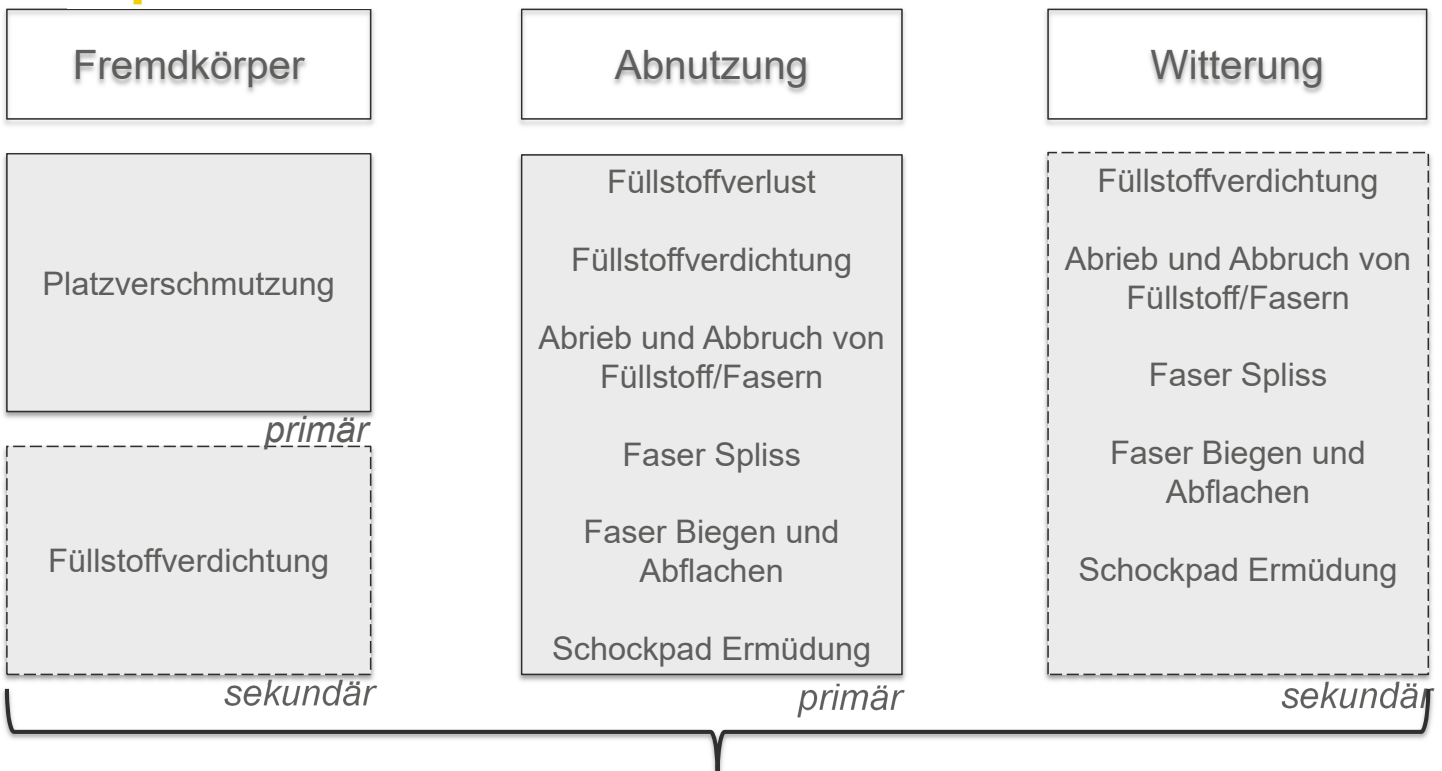 Fremdkörper
Platzverschmutzung
primär
Füllstoffverdichtung
sekundär
Abnutzung
Füllstoffverlust
Füllstoffverdichtung
Abrieb und Abbruch von
Füllstoff/Fasern
Faser Spliss
Faser Biegen und
Abflachen
Schockpad Ermüdung
primär
Witterung
Füllstoffverdichtung
Abrieb und Abbruch von
Füllstoff/Fasern
Faser Spliss
Faser Biegen und
Abflachen
Schockpad Ermüdung
sekundär